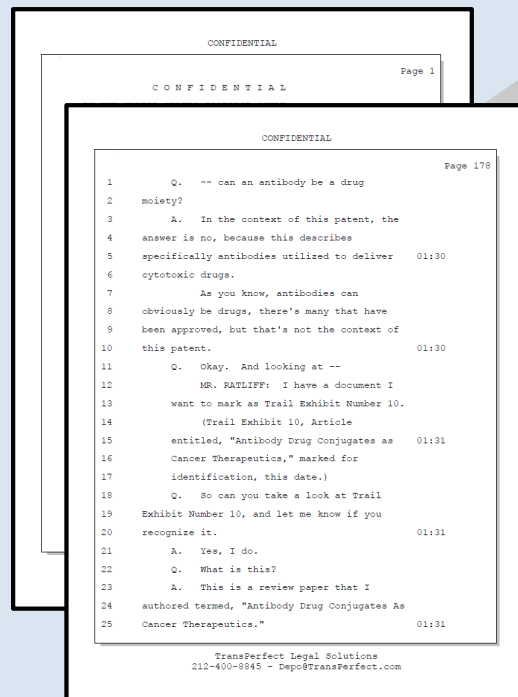 CONFIDENTIAL
Page 1
C O N F I D E N T I A L
CONFIDENTIAL
Page 178
1 Q. -- can an antibody be a drug
2 moiety?
3 A. In the context of this patent, the
4 answer is no, because this describes
5 specifically antibodies utilized to deliver 01:30
6 cytotoxic drugs.
7 As you know, antibodies can
8 obviously be drugs, there's many that have
9 been approved, but that's not the context of
10 this patent. 01:30
11 Q. Okay. And looking at --
12 MR. RATLIFF: I have a document I
13 want to mark as Trail Exhibit Number 10.
14 (Trail Exhibit 10, Article
15 entitled, "Antibody Drug Conjugates as 01:31
16 Cancer Therapeutics," marked for
17 identification, this date.)
18 Q. So can you take a look at Trail
19 Exhibit Number 10, and let me know if you
20 recognize it. 01:31
21 A. Yes, I do.
22 Q. What is this?
23 A. This is a review paper that I
24 authored termed, "Antibody Drug Conjugates As
25 Cancer Therapeutics." 01:31
TransPerfect Legal Solutions
212-400-8845 - Depo@TransPerfect.com